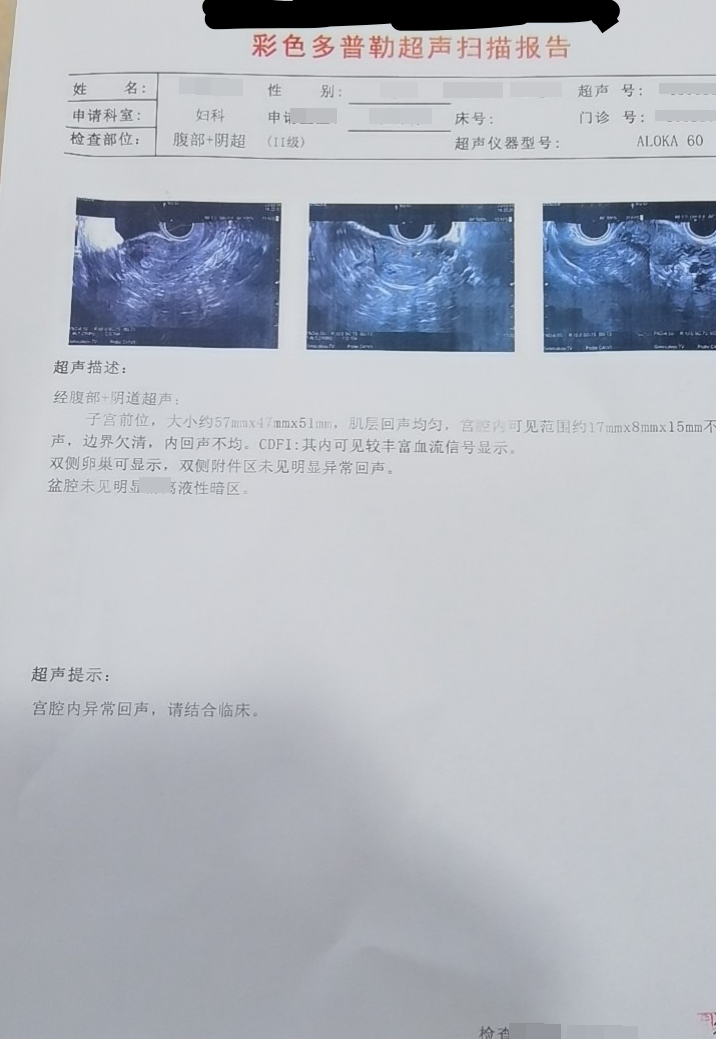 彩色多普勒超声扫描报告
姓 名: 性 别: 超声 号:
申请科室: 妇科 申请 床号: 门诊 号:
检查部位: 腹部+阴超 (II级) 超声仪器型号: ALOKA 60
超声描述:
经腹部+阴道超声:
子宫前位，大小约57mmx47mmx51mm，肌层回声均匀，宫腔内可见范围约17mmx8mmx15mm不
声，边界欠清，内回声不均。CDFI:其内可见较丰富血流信号显示。
双侧卵巢可显示，双侧附件区未见明显异常回声。
盆腔未见明显 液性暗区。
超声提示:
宫腔内异常回声，请结合临床。
检查